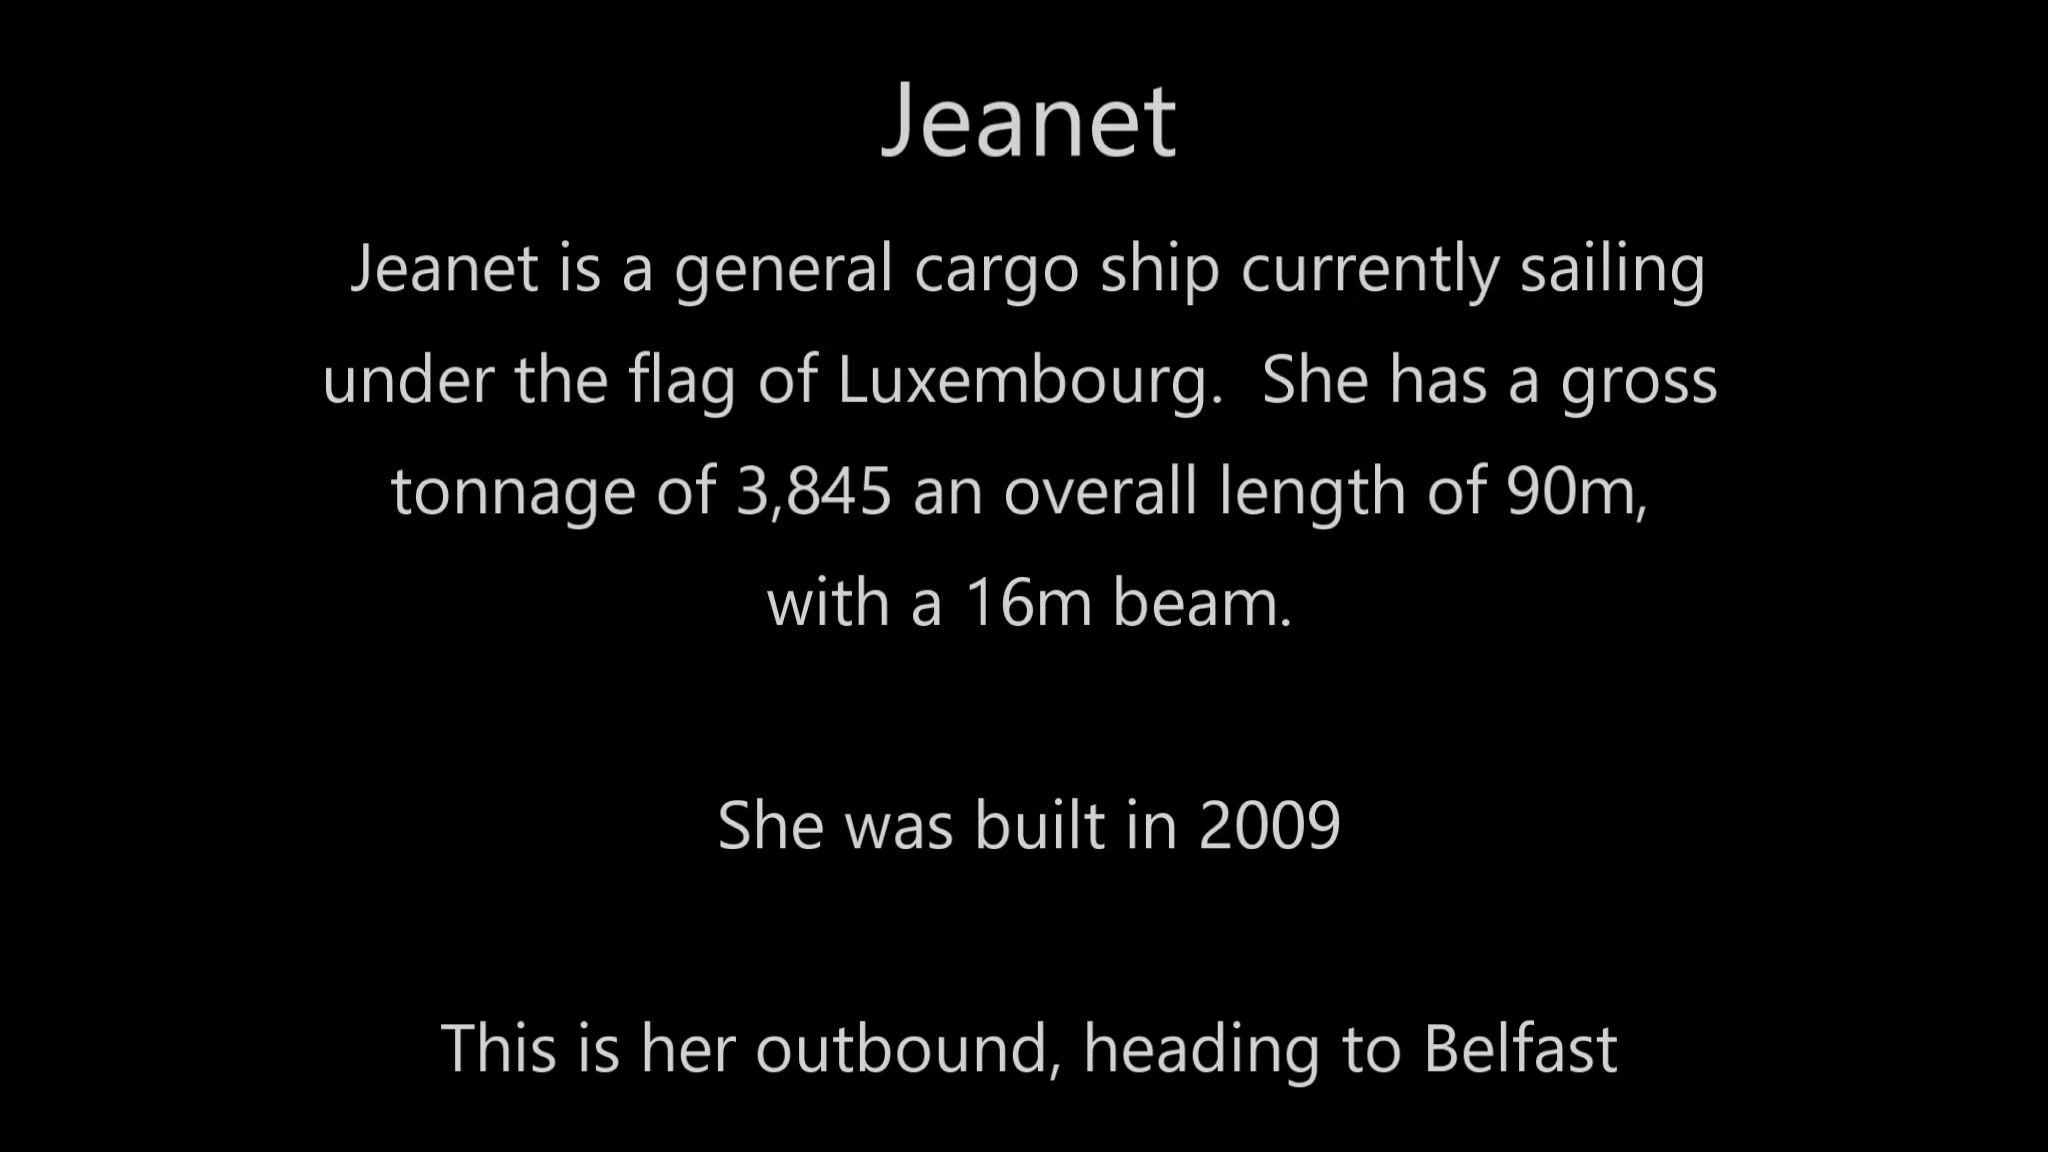 Jeanet
Jeanet is a general cargo ship currently sailing
under the flag of Luxembourg.  She has a gross
tonnage of 3,845 an overall length of 90m,
with a 16m beam.
She was built in 2009
This is her outbound, heading to Belfast